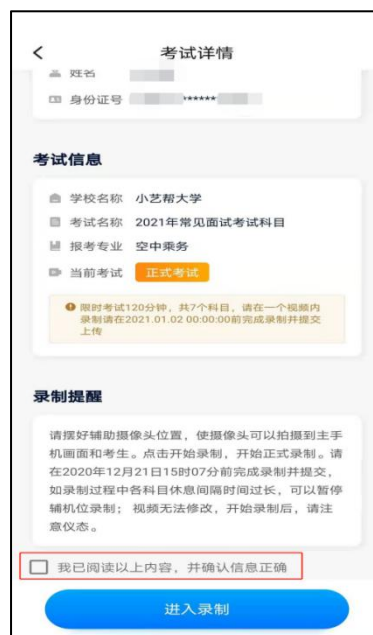 考试详情
姓名
身份证号 ******
考试信息
学校名称 小艺帮大学
考试名称 2021年常见面试考试科目
报考专业 空中乘务
当前考试 正式考试
限时考试120分钟，共7个科目，请在一个视频内
录制请在2021.01.02 00:00:00前完成录制并提交
上传
录制提醒
请摆好辅助摄像头位置，使摄像头可以拍摄到主手
机画面和考生。点击开始录制，开始正式录制。请
在2020年12月21日15时07分前完成录制并提交，
如录制过程中各科目休息间隔时间过长，可以暂停
辅机位录制； 视频无法修改，开始录制后，请注
意仪态。
我已阅读以上内容，并确认信息正确
进入录制